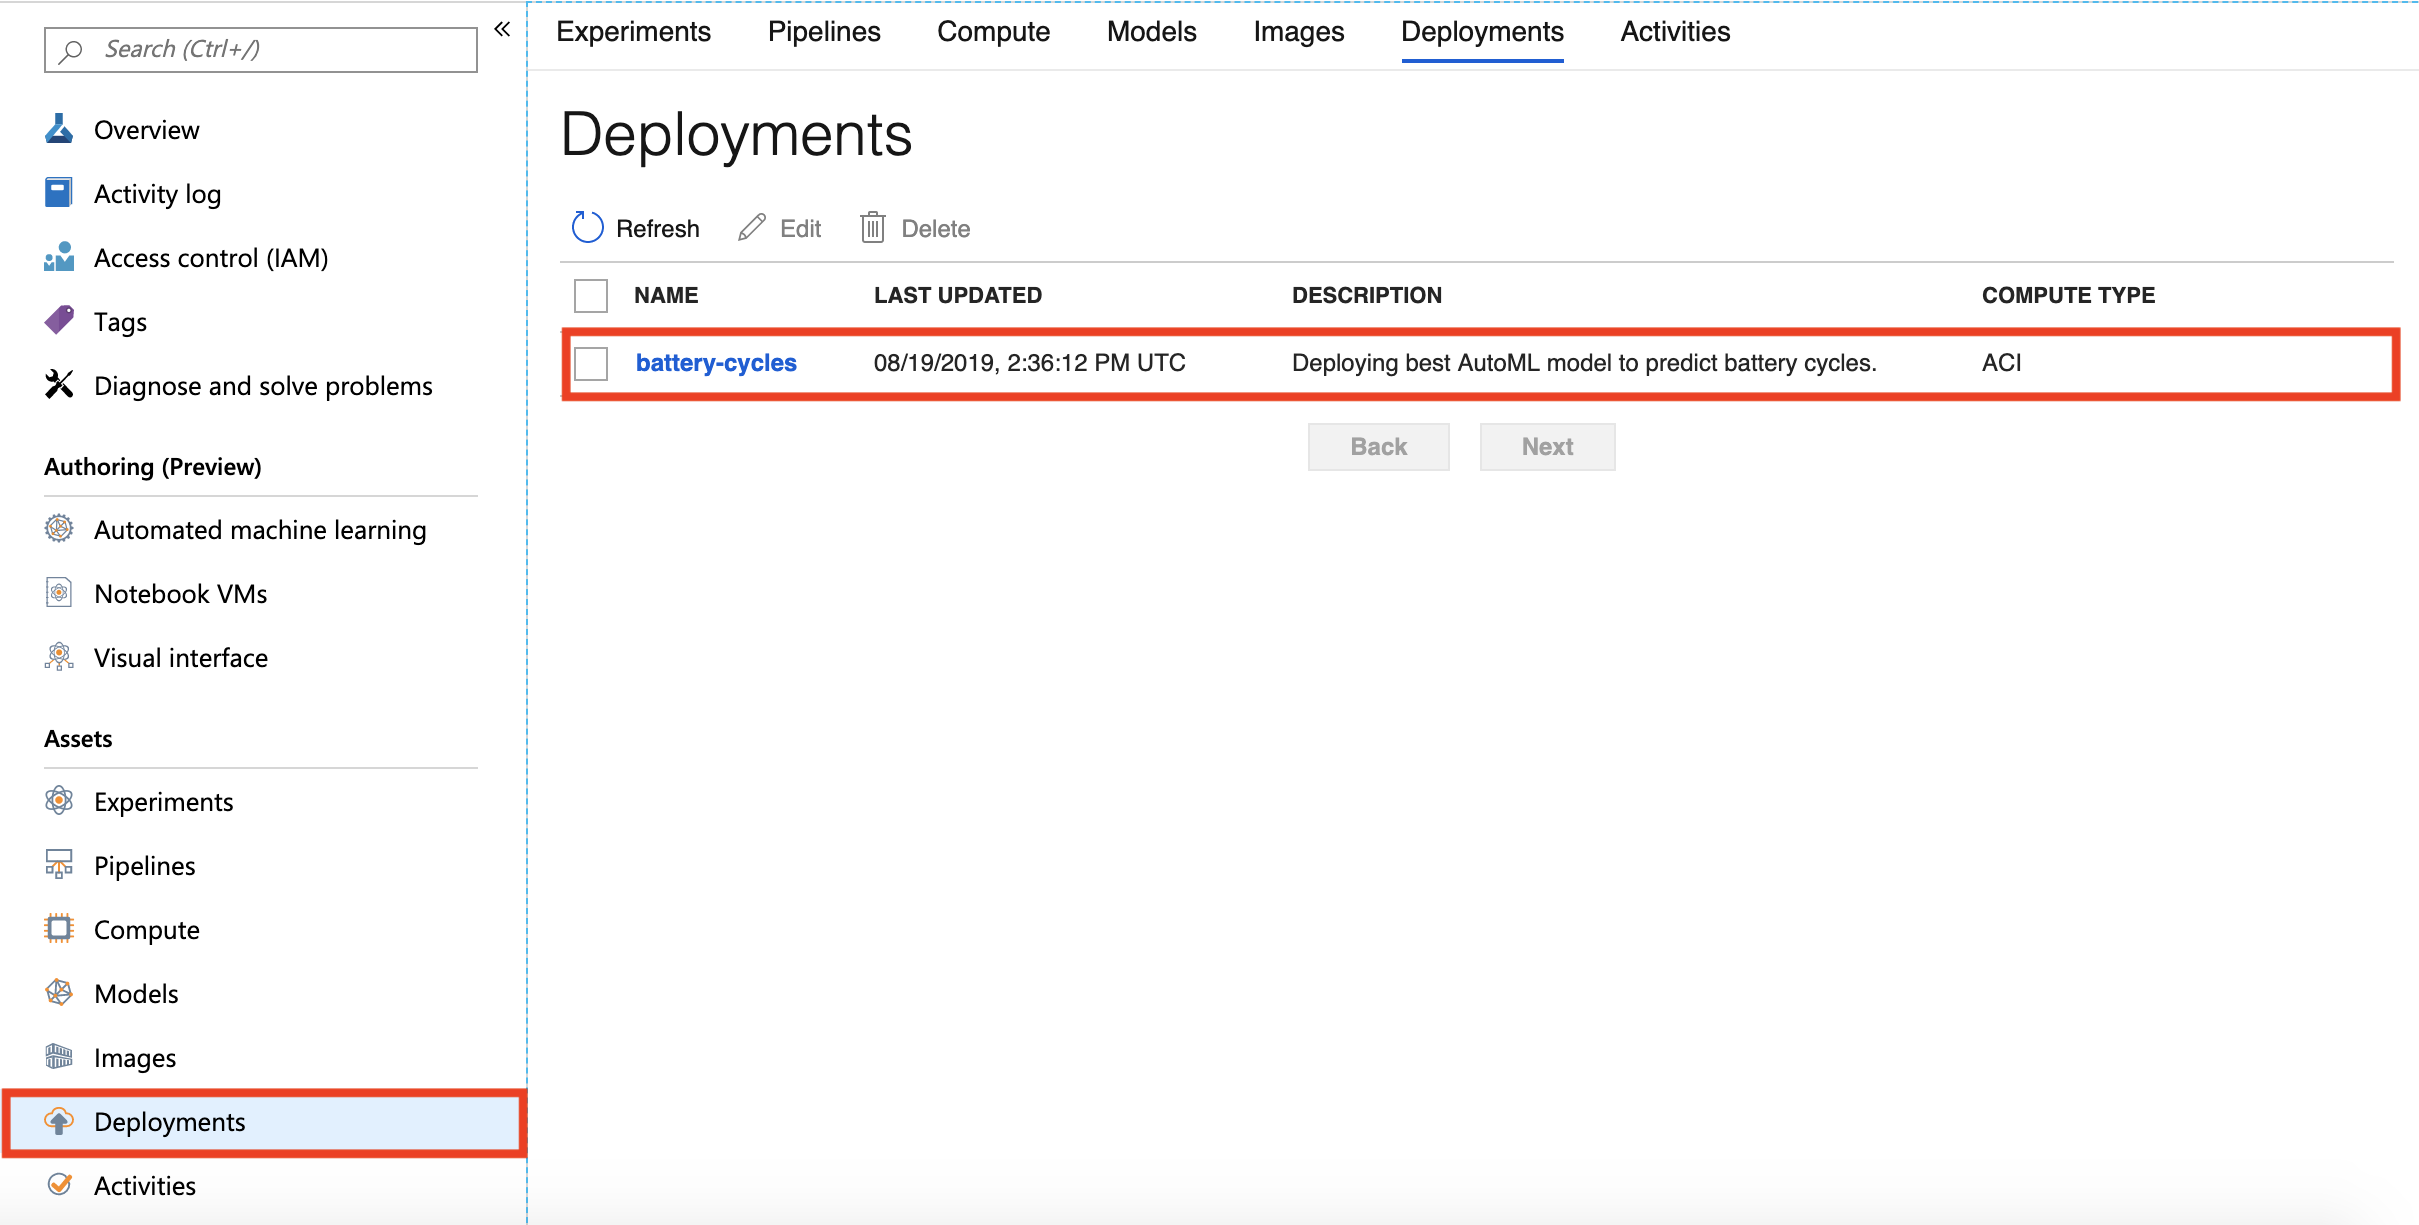 Search (Ctrl+/)
«
Overview
Activity log
Access control (IAM)
Tags
Diagnose and solve problems
Authoring (Preview)
Automated machine learning
Notebook VMs
Visual interface
Assets
Experiments
Pipelines
Compute
Models
Images
Deployments
Activities
Experiments Pipelines Compute Models Images Deployments Activities
Deployments
Refresh Edit Delete
NAME LAST UPDATED DESCRIPTION COMPUTE TYPE
battery-cycles 08/19/2019, 2:36:12 PM UTC Deploying best AutoML model to predict battery cycles. ACI
Back Next